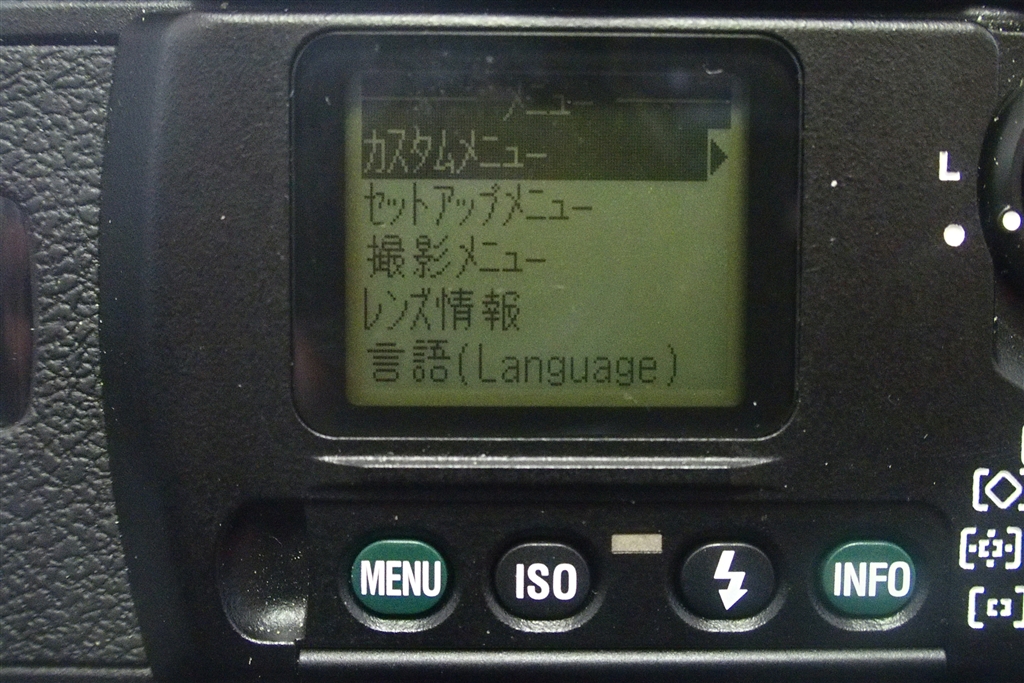 メニュー
カスタムメニュー
セットアップメニュー
撮影メニュー
レンズ情報
言語(Language)
L
MENU
ISO
INFO